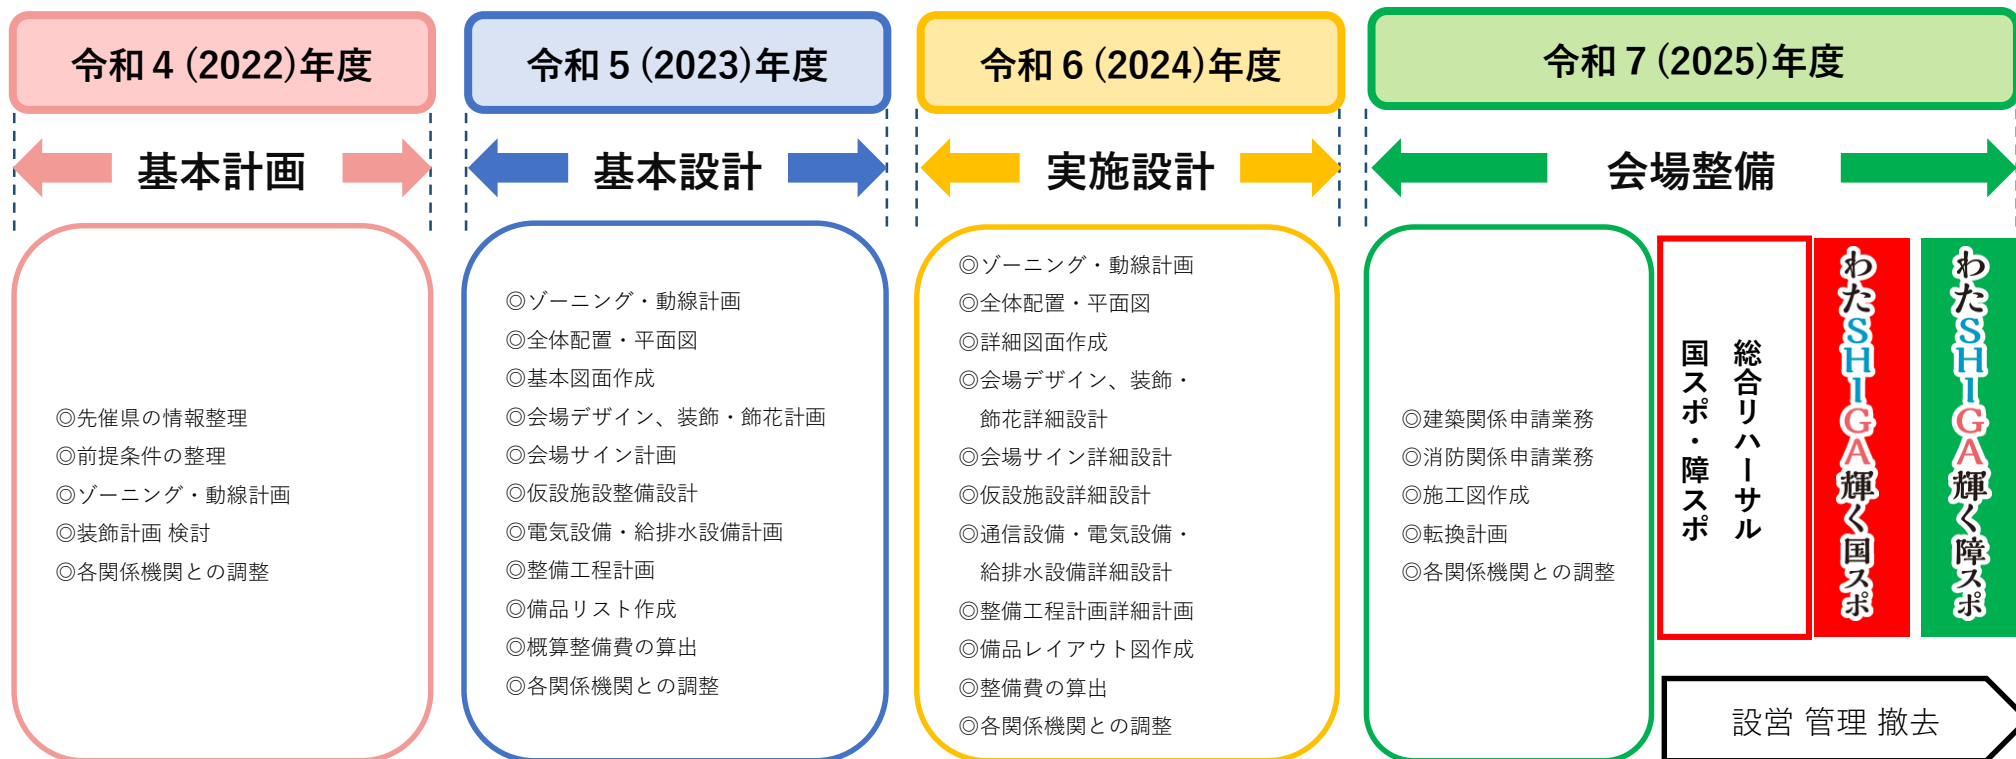 令和４(2022)年度
基本計画
◎先催県の情報整理
◎前提条件の整理
◎ゾーニング・動線計画
◎装飾計画 検討
◎各関係機関との調整
令和５(2023)年度
基本設計
◎ゾーニング・動線計画
◎全体配置・平面図
◎基本図面作成
◎会場デザイン、装飾・飾花計画
◎会場サイン計画
◎仮設施設整備設計
◎電気設備・給排水設備計画
◎整備工程計画
◎備品リスト作成
◎概算整備費の算出
◎各関係機関との調整
令和６(2024)年度
実施設計
◎ゾーニング・動線計画
◎全体配置・平面図
◎詳細図面作成
◎会場デザイン、装飾・
飾花詳細設計
◎会場サイン詳細設計
◎仮設施設詳細設計
◎通信設備・電気設備・
給排水設備詳細設計
◎整備工程計画詳細計画
◎備品レイアウト図作成
◎整備費の算出
◎各関係機関との調整
令和７(2025)年度
会場整備
◎建築関係申請業務
◎消防関係申請業務
◎施工図作成
◎転換計画
◎各関係機関との調整
総合リハーサル
国スポ・障スポ
わたSHIGA輝く国スポ
わたSHIGA輝く障スポ
設営 管理 撤去